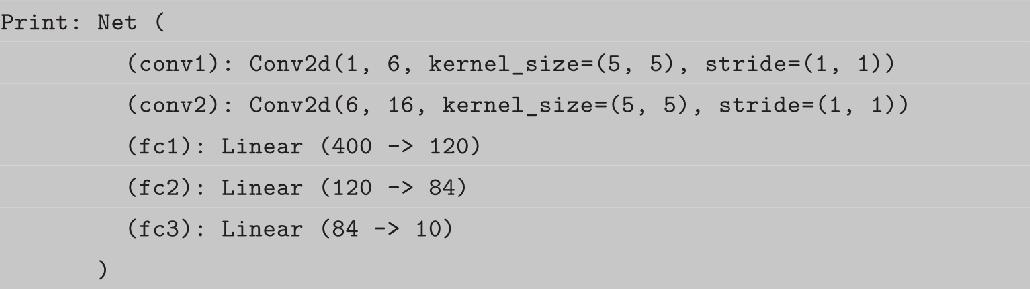 Print: Net (
(conv1): Conv2d(1, 6, kernel_size=(5, 5), stride=(1, 1))
(conv2): Conv2d(6, 16, kernel_size=(5, 5), stride=(1, 1))
(fc1): Linear (400 -> 120)
(fc2): Linear (120 -> 84)
(fc3): Linear (84 -> 10)
)